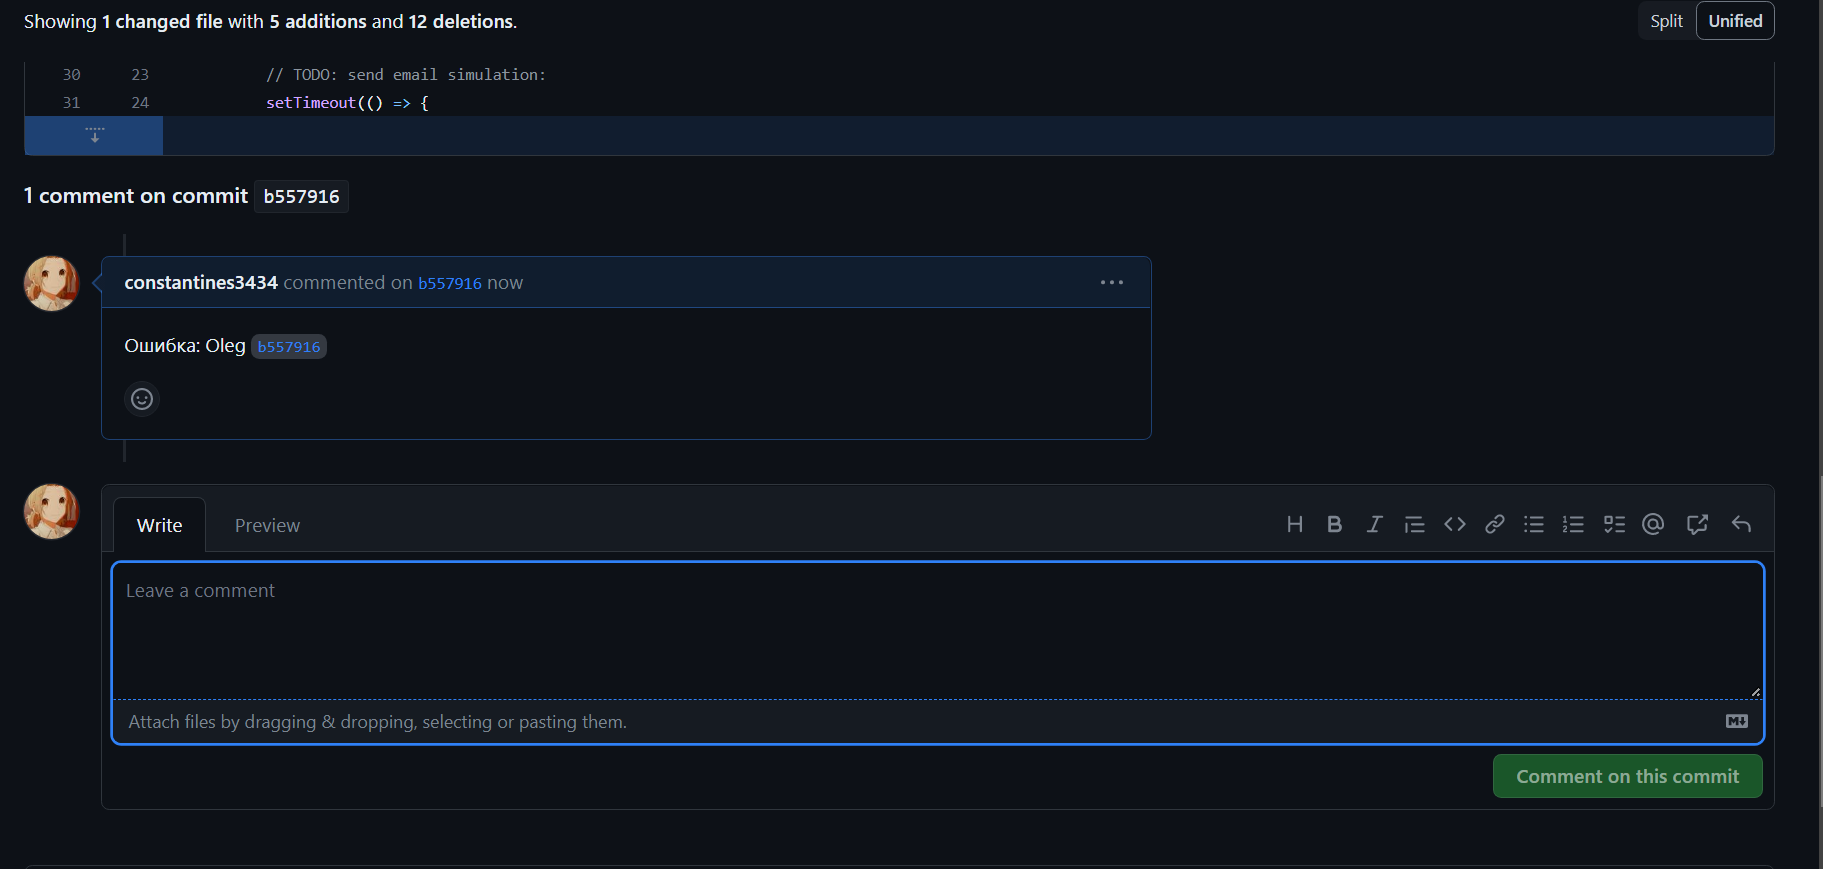 Showing 1 changed file with 5 additions and 12 deletions.
Split Unified
30 23 // TODO: send email simulation:
31 24 setTimeout(() => {
1 comment on commit b557916
constantines3434 commented on b557916 now
Ошибка: Oleg b557916
Write Preview
Leave a comment
Attach files by dragging & dropping, selecting or pasting them.
Comment on this commit